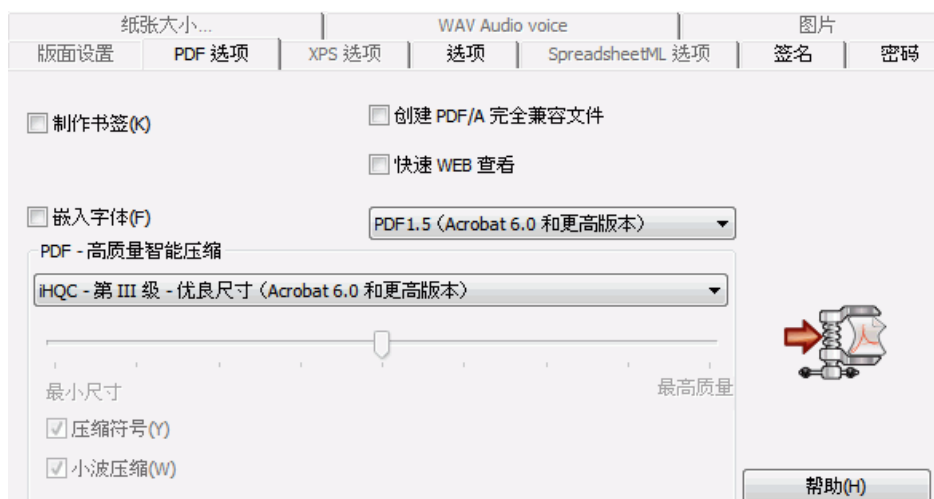 纸张大小... WAV Audio voice 图片
版面设置 PDF 选项 XPS 选项 选项 SpreadsheetML 选项 签名 密码
制作书签(K) 创建 PDF/A 完全兼容文件
快速 WEB 查看
嵌入字体(F) PDF1.5 (Acrobat 6.0 和更高版本)
PDF - 高质量智能压缩
iHQC - 第 III 级 - 优良尺寸 (Acrobat 6.0 和更高版本)
最小尺寸 最高质量
压缩符号(Y)
小波压缩(W)
帮助(H)